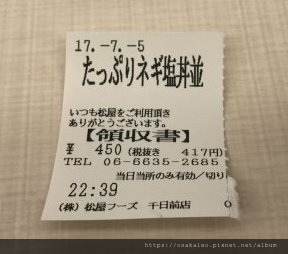 17.-7.-5
たっぷりネギ塩丼並
いつも松屋をご利用頂き
ありがとうございます。
【領収書】
¥ 450(税抜き 417円)
TEL 06-6635-2685
当日当所のみ有効/切り
22:39
(株)松屋フーズ 千日前店
https://osakaleo.pixnet.net/album